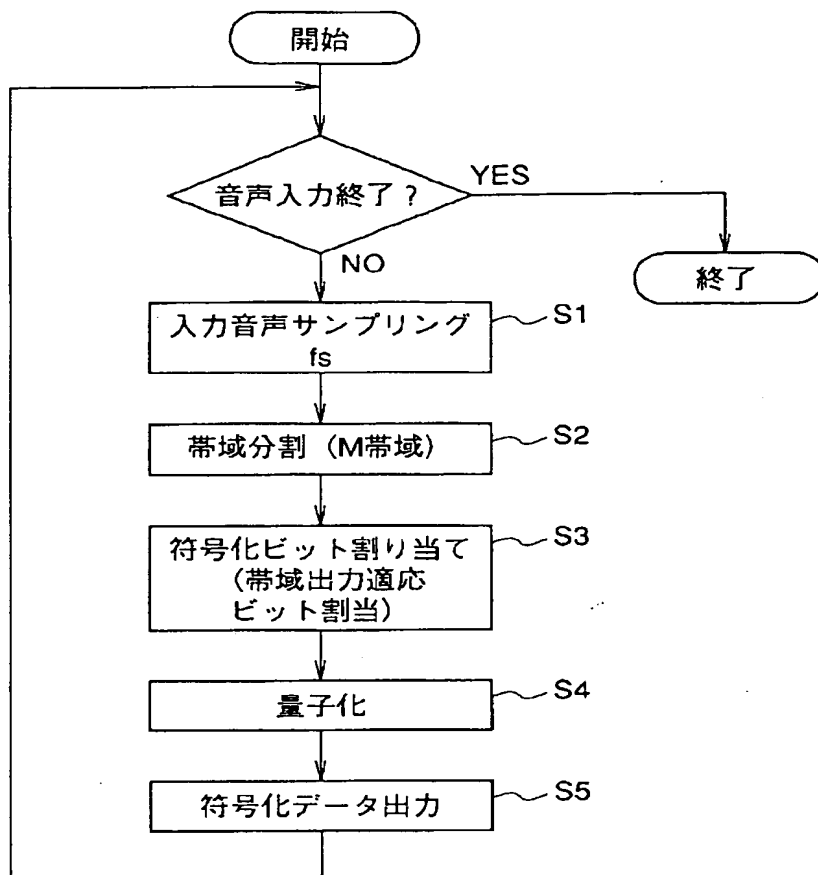 開始
音声入力終了?
YES
NO
終了
入力音声サンプリング
fs
S1
帯域分割(M帯域)
S2
符号化ビット割り当て
(帯域出力適応
ビット割当)
S3
量子化
S4
符号化データ出力
S5